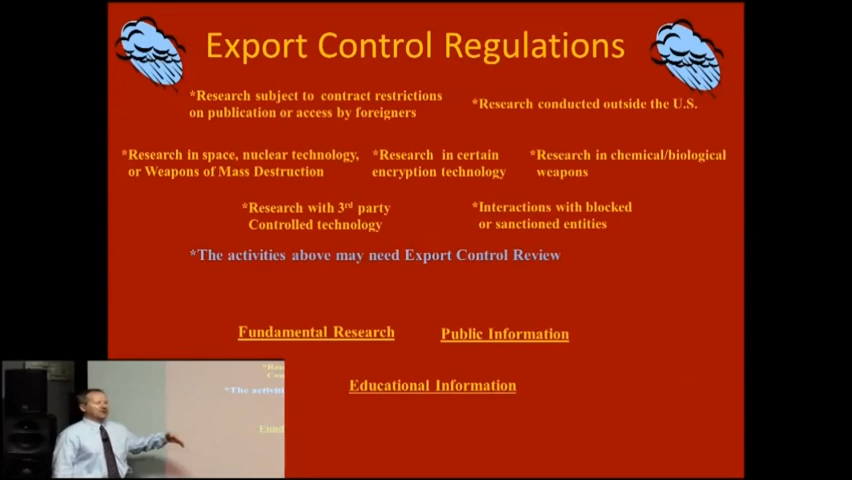 Export Control Regulations
*Research subject to contract restrictions
on publication or access by foreigners
*Research conducted outside the U.S.
*Research in space, nuclear technology,
or Weapons of Mass Destruction
*Research in certain
encryption technology
*Research in chemical/biological
weapons
*Research with 3rd party
Controlled technology
*Interactions with blocked
or sanctioned entities
*The activities above may need Export Control Review
Fundamental Research
Public Information
Educational Information
*The activiti